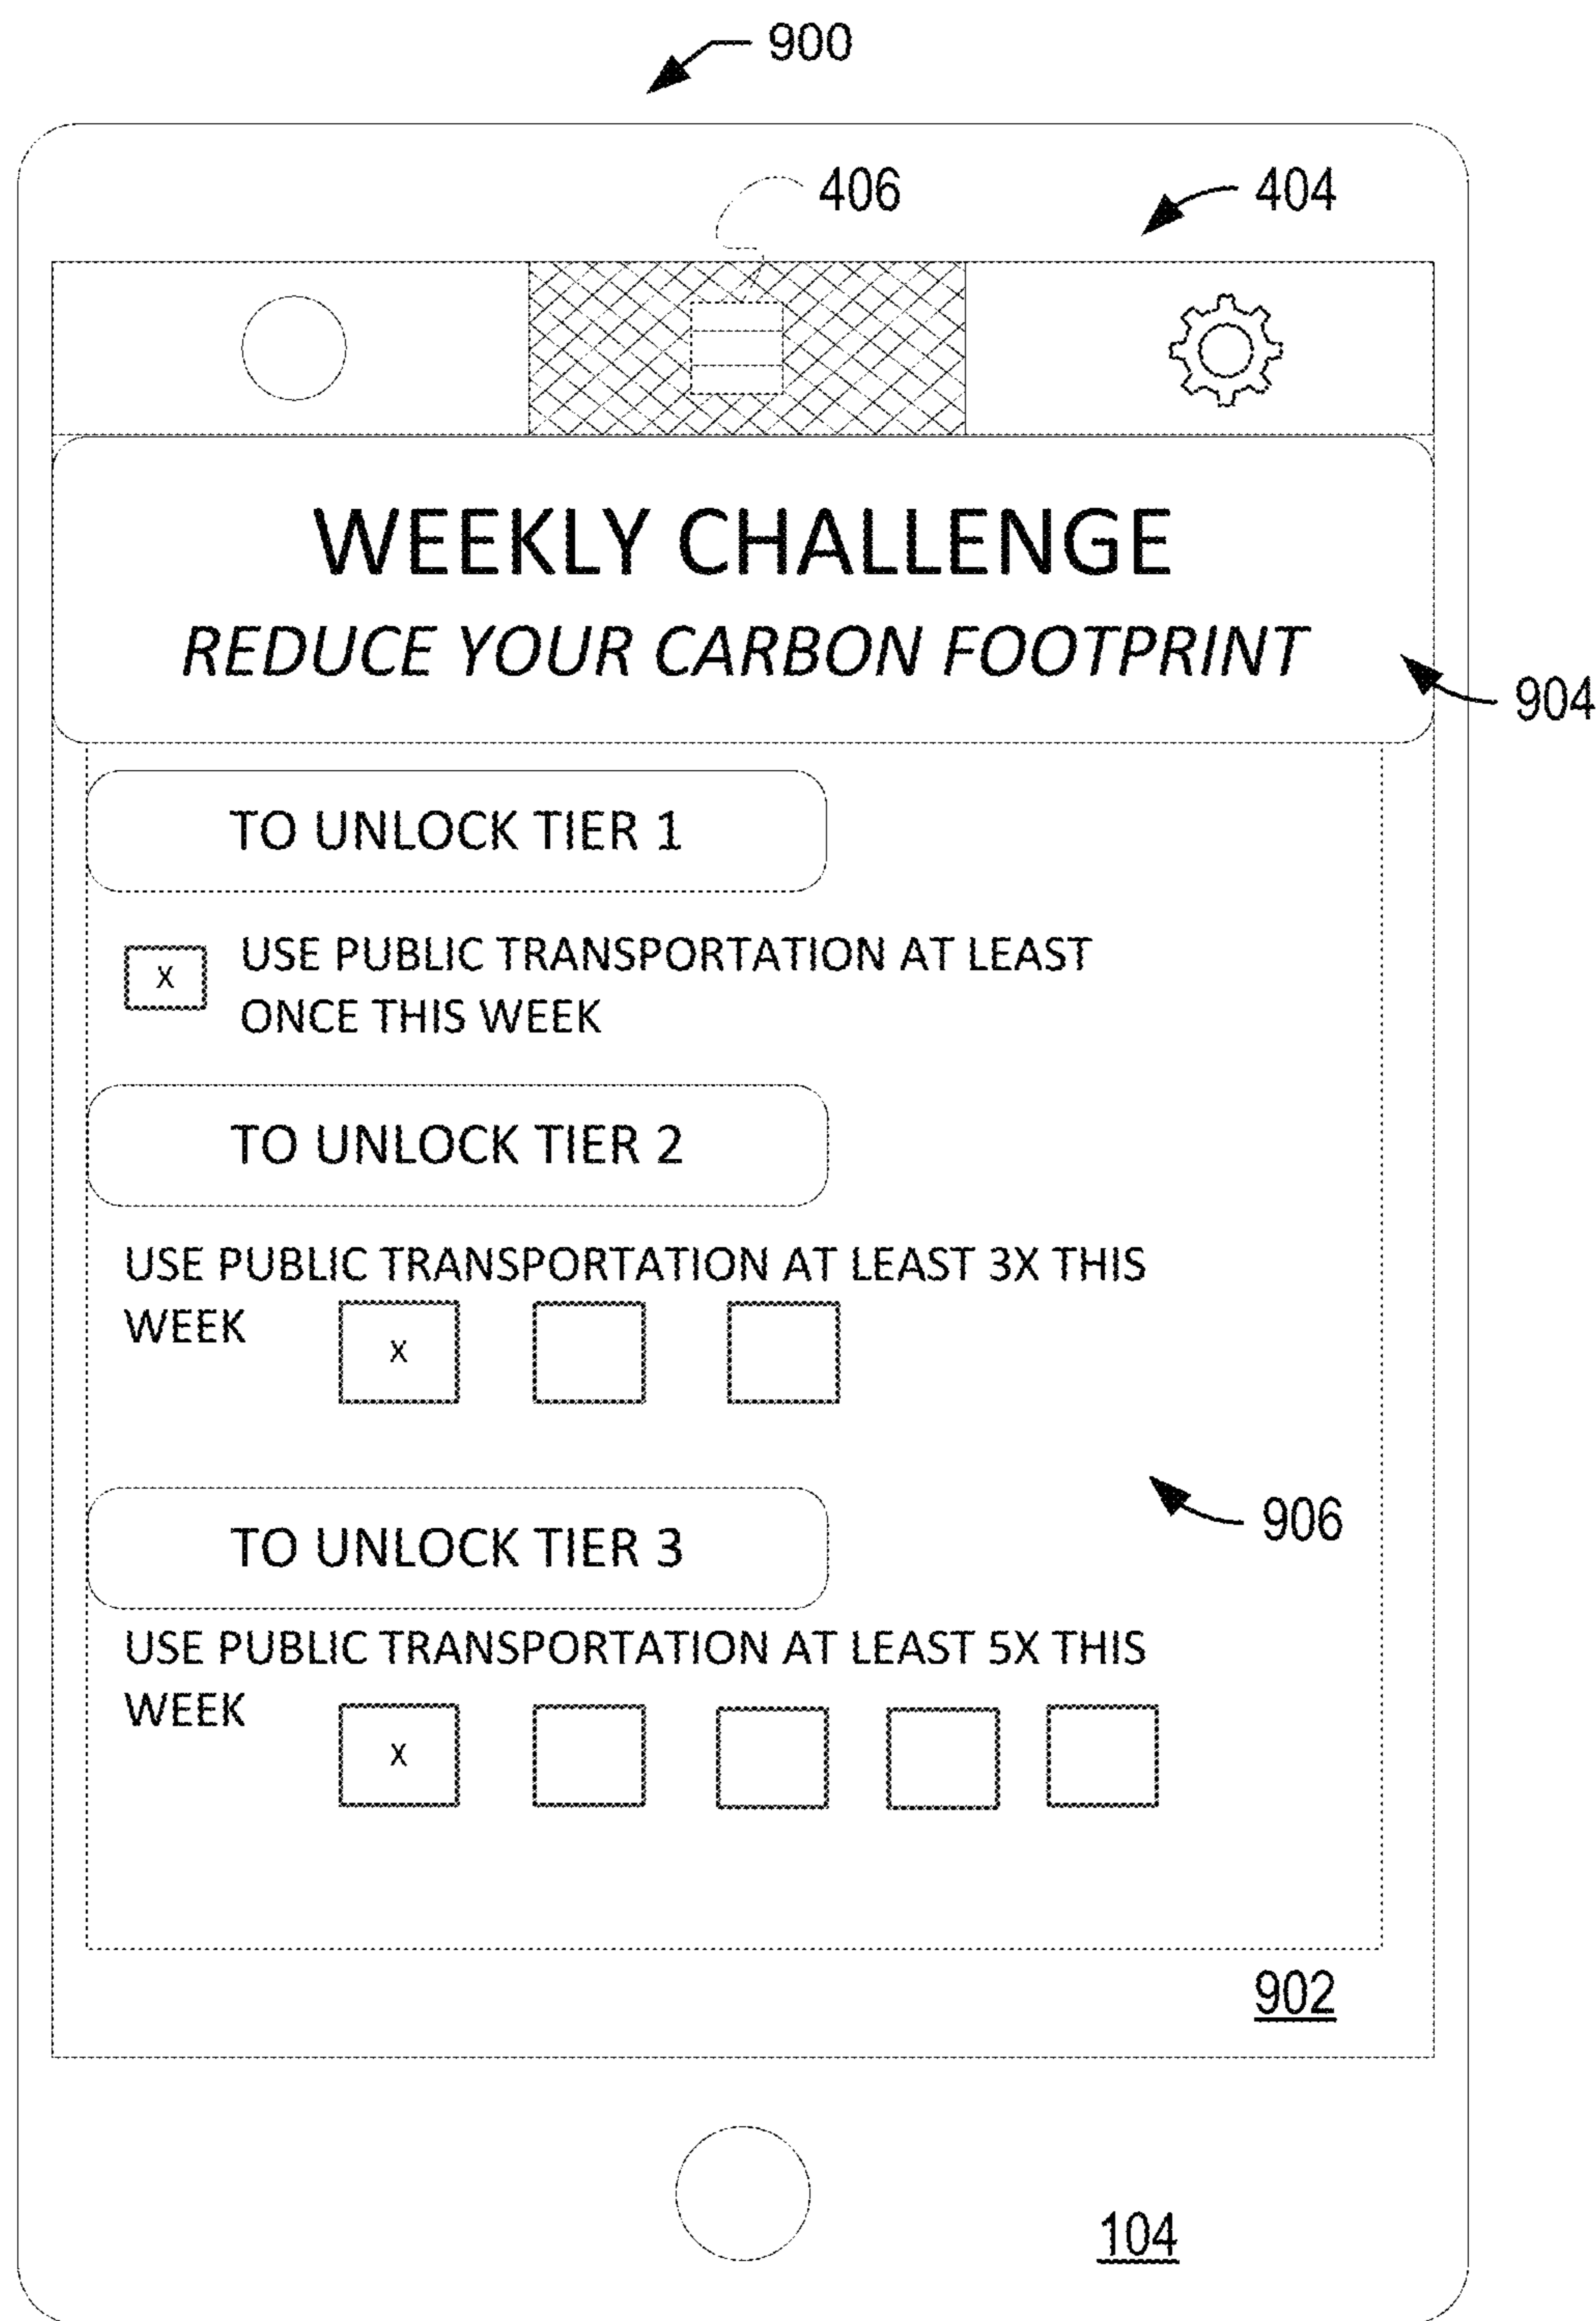 900
406
404
WEEKLY CHALLENGE
REDUCE YOUR CARBON FOOTPRINT
904
TO UNLOCK TIER 1
X
USE PUBLIC TRANSPORTATION AT LEAST
ONCE THIS WEEK
TO UNLOCK TIER 2
USE PUBLIC TRANSPORTATION AT LEAST 3X THIS
WEEK
X
906
TO UNLOCK TIER 3
USE PUBLIC TRANSPORTATION AT LEAST 5X THIS
WEEK
X
902
104